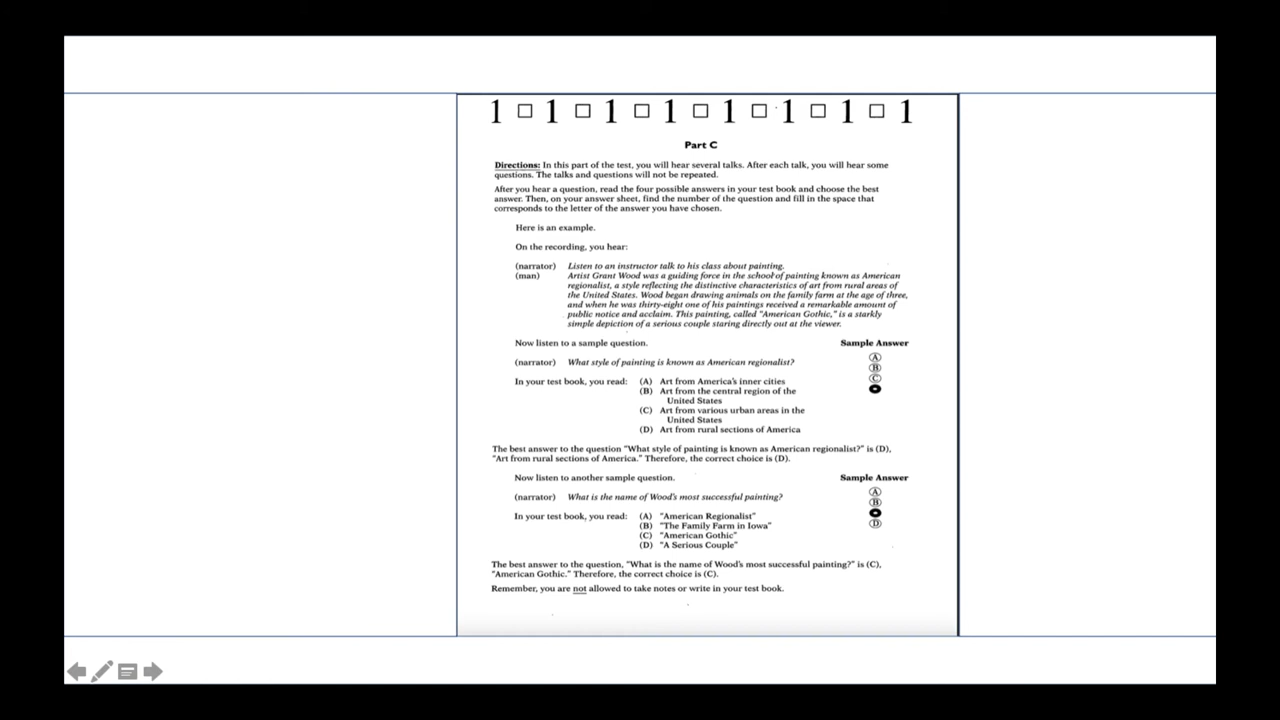 1 □ 1 □ 1 □ 1 □ 1 □ 1 □ 1 □ 1
Part C
Directions: In this part of the test, you will hear several talks. After each talk, you will hear some
questions. The talks and questions will not be repeated.
After you hear a question, read the four possible answers in your test book and choose the best
answer. Then, on your answer sheet, find the number of the question and fill in the space that
corresponds to the letter of the answer you have chosen.
Here is an example.
On the recording, you hear:
(narrator) Listen to an instructor talk to his class about painting.
(man) Artist Grant Wood was a guiding force in the school of painting known as American
regionalist, a style reflecting the distinctive characteristics of art from rural areas of
the United States. Wood began drawing animals on the family farm at the age of three,
and when he was thirty-eight one of his paintings received a remarkable amount of
public notice and acclaim. This painting, called "American Gothic," is a starkly
simple depiction of a serious couple staring directly out at the viewer.
Now listen to a sample question. Sample Answer
(narrator) What style of painting is known as American regionalist?
In your test book, you read: (A) Art from America's inner cities
(B) Art from the central region of the
United States
(C) Art from various urban areas in the
United States
(D) Art from rural sections of America
A
B
C
The best answer to the question "What style of painting is known as American regionalist?" is (D),
"Art from rural sections of America." Therefore, the correct choice is (D).
Now listen to another sample question. Sample Answer
(narrator) What is the name of Wood's most successful painting?
In your test book, you read: (A) "American Regionalist"
(B) "The Family Farm in Iowa"
(C) "American Gothic"
(D) "A Serious Couple"
A
B
D
The best answer to the question, "What is the name of Wood's most successful painting?" is (C),
"American Gothic." Therefore, the correct choice is (C).
Remember, you are not allowed to take notes or write in your test book.